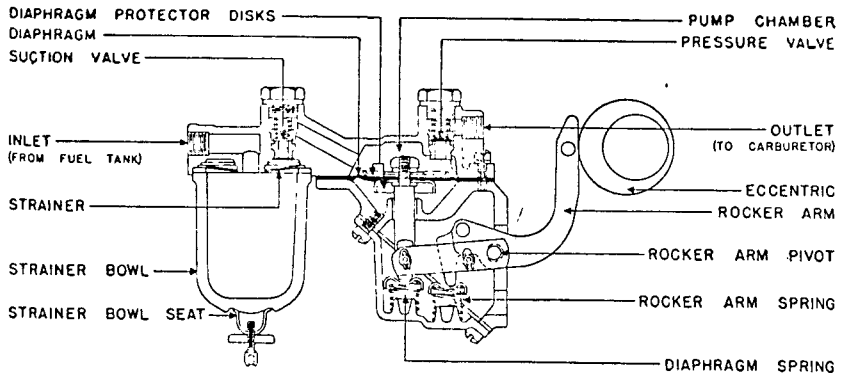 DIAPHRAGM PROTECTOR DISKS
DIAPHRAGM
SUCTION VALVE
INLET
(FROM FUEL TANK)
STRAINER
STRAINER BOWL
STRAINER BOWL SEAT
PUMP CHAMBER
PRESSURE VALVE
OUTLET
(TO CARBURETOR)
ECCENTRIC
ROCKER ARM
ROCKER ARM PIVOT
ROCKER ARM SPRING
DIAPHRAGM SPRING